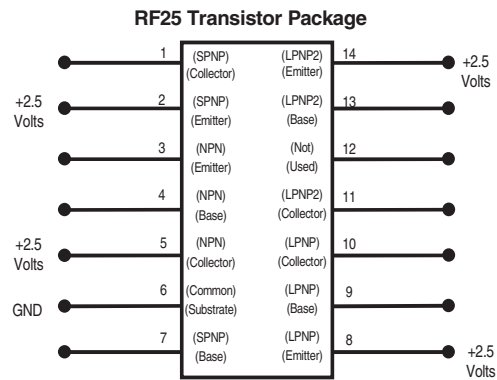 RF25 Transistor Package
1 (SPNP) (LPNP2) 14
(Collector) (Emitter)
+2.5
Volts
+2.5
Volts
2 (SPNP) (LPNP2) 13
(Emitter) (Base)
3 (NPN) (Not) 12
(Emitter) (Used)
4 (NPN) (LPNP2) 11
(Base) (Collector)
+2.5
Volts
5 (NPN) (LPNP) 10
(Collector) (Collector)
GND
6 (Common) (LPNP) 9
(Substrate) (Base)
7 (SPNP) (LPNP) 8
(Base) (Emitter)
+2.5
Volts